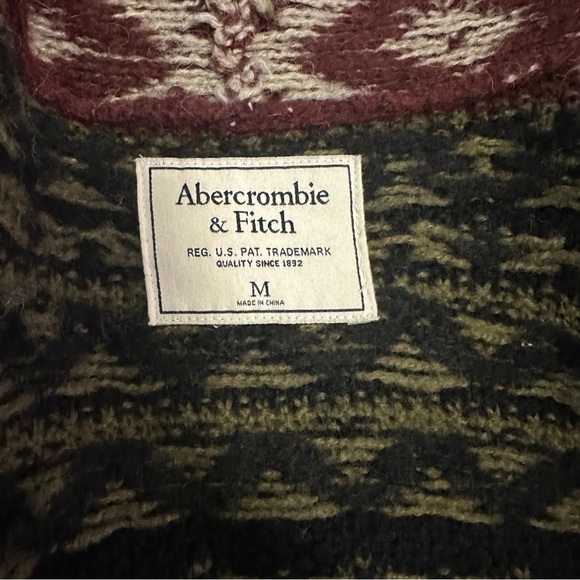 Abercrombie
& Fitch
REG. U.S. PAT. TRADEMARK
QUALITY SINCE 1892
M
MADE IN CHINA